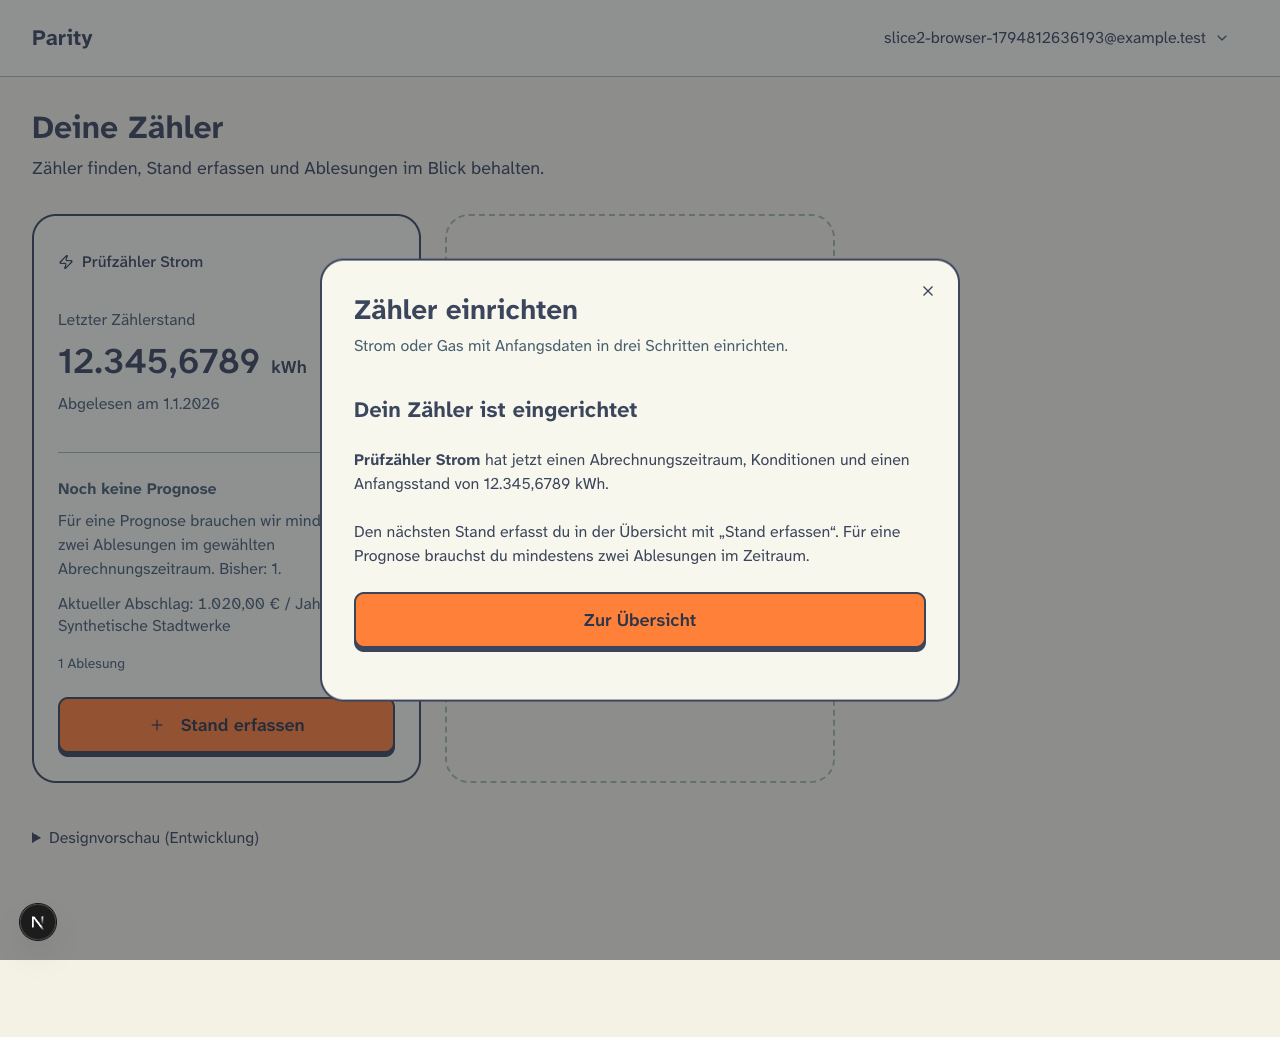 Parity
slice2-browser-1794812636193@example.test
Deine Zähler
Zähler finden, Stand erfassen und Ablesungen im Blick behalten.
Prüfzähler Strom
Letzter Zählerstand
12.345,6789 kWh
Abgelesen am 1.1.2026
Noch keine Prognose
Für eine Prognose brauchen wir mind
zwei Ablesungen im gewählten
Abrechnungszeitraum. Bisher: 1.
Aktueller Abschlag: 1.020,00 € / Jah
Synthetische Stadtwerke
1 Ablesung
+ Stand erfassen
Zähler einrichten
Strom oder Gas mit Anfangsdaten in drei Schritten einrichten.
Dein Zähler ist eingerichtet
Prüfzähler Strom hat jetzt einen Abrechnungszeitraum, Konditionen und einen
Anfangsstand von 12.345,6789 kWh.
Den nächsten Stand erfasst du in der Übersicht mit „Stand erfassen“. Für eine
Prognose brauchst du mindestens zwei Ablesungen im Zeitraum.
Zur Übersicht
Designvorschau (Entwicklung)
N